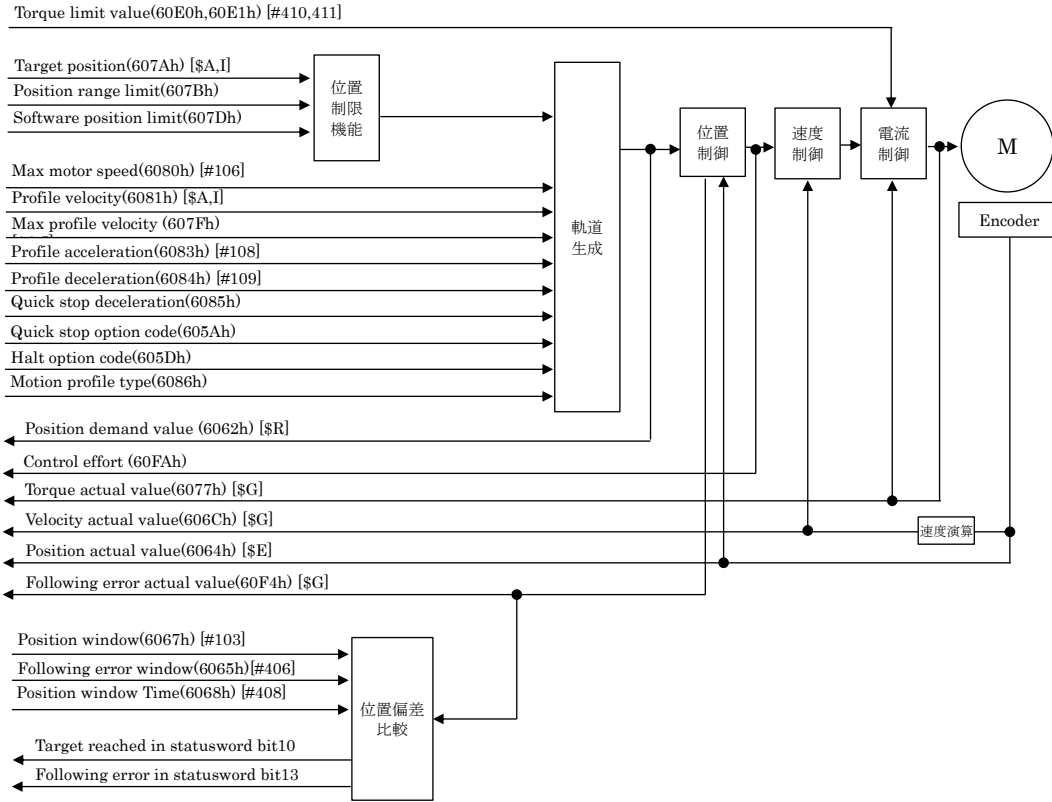 Torque limit value(60E0h,60E1h) [#410,411]
Target position(607Ah) [$A,I]
Position range limit(607Bh)
Software position limit(607Dh)
位置
制限
機能
Max motor speed(6080h) [#106]
Profile velocity(6081h) [$A,I]
Max profile velocity (607Fh)
Profile acceleration(6083h) [#108]
Profile deceleration(6084h) [#109]
Quick stop deceleration(6085h)
Quick stop option code(605Ah)
Halt option code(605Dh)
Motion profile type(6086h)
軌道
生成
位置
制御
速度
制御
電流
制御
M
Encoder
Position demand value (6062h) [$R]
Control effort (60FAh)
Torque actual value(6077h) [$G]
Velocity actual value(606Ch) [$G]
速度演算
Position actual value(6064h) [$E]
Following error actual value(60F4h) [$G]
Position window(6067h) [#103]
Following error window(6065h)[#406]
Position window Time(6068h) [#408]
位置偏差
比較
Target reached in statusword bit10
Following error in statusword bit13